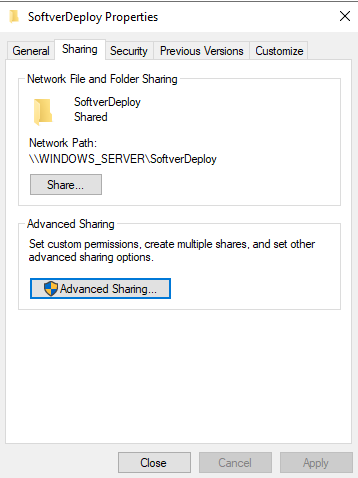 SoftverDeploy Properties
General
Sharing
Security
Previous Versions
Customize
Network File and Folder Sharing
SoftverDeploy
Shared
Network Path:
\\WINDOWS_SERVER\SoftverDeploy
Share...
Advanced Sharing
Set custom permissions, create multiple shares, and set other
advanced sharing options.
Advanced Sharing...
Close
Cancel
Apply